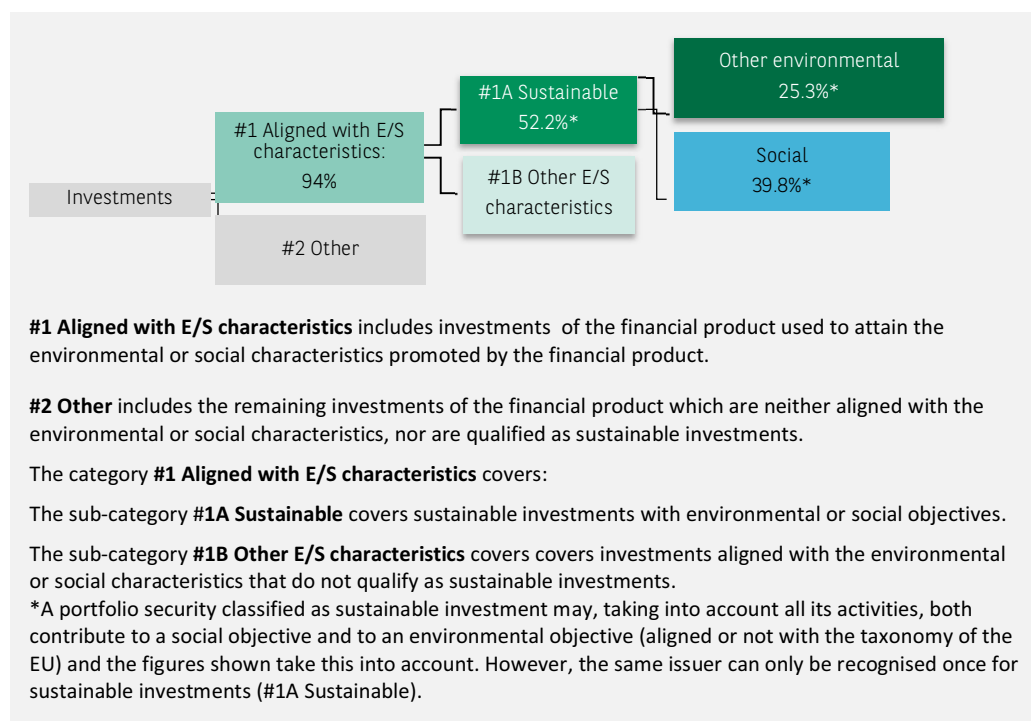 Investments
#1 Aligned with E/S
characteristics:
94%
#2 Other
#1A Sustainable
52.2%*
#1B Other E/S
characteristics
Other environmental
25.3%*
Social
39.8%*
#1 Aligned with E/S characteristics includes investments of the financial product used to attain the
environmental or social characteristics promoted by the financial product.
#2 Other includes the remaining investments of the financial product which are neither aligned with the
environmental or social characteristics, nor are qualified as sustainable investments.
The category #1 Aligned with E/S characteristics covers:
The sub-category #1A Sustainable covers sustainable investments with environmental or social objectives.
The sub-category #1B Other E/S characteristics covers covers investments aligned with the environmental
or social characteristics that do not qualify as sustainable investments.
*A portfolio security classified as sustainable investment may, taking into account all its activities, both
contribute to a social objective and to an environmental objective (aligned or not with the taxonomy of the
EU) and the figures shown take this into account. However, the same issuer can only be recognised once for
sustainable investments (#1A Sustainable).